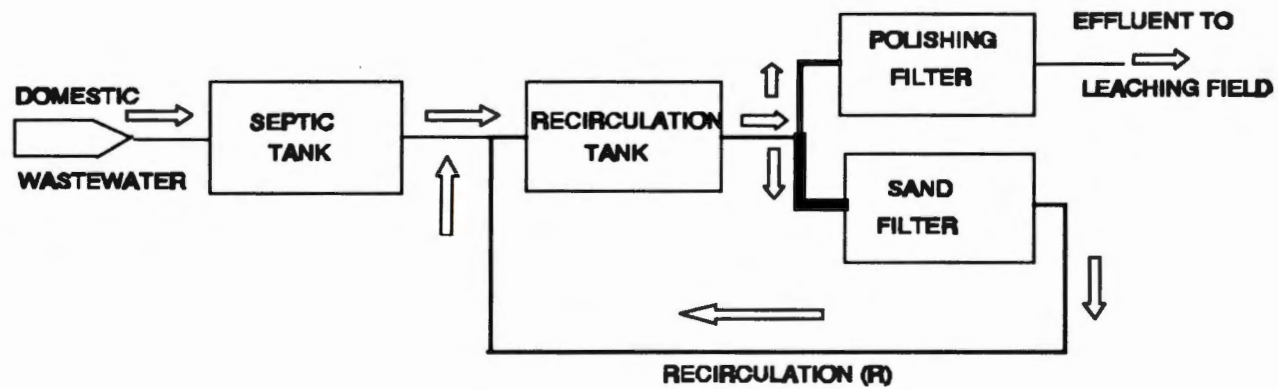 DOMESTIC
WASTEWATER
SEPTIC
TANK
RECIRCULATION
TANK
POLISHING
FILTER
EFFLUENT TO
LEACHING FIELD
SAND
FILTER
RECIRCULATION (R)